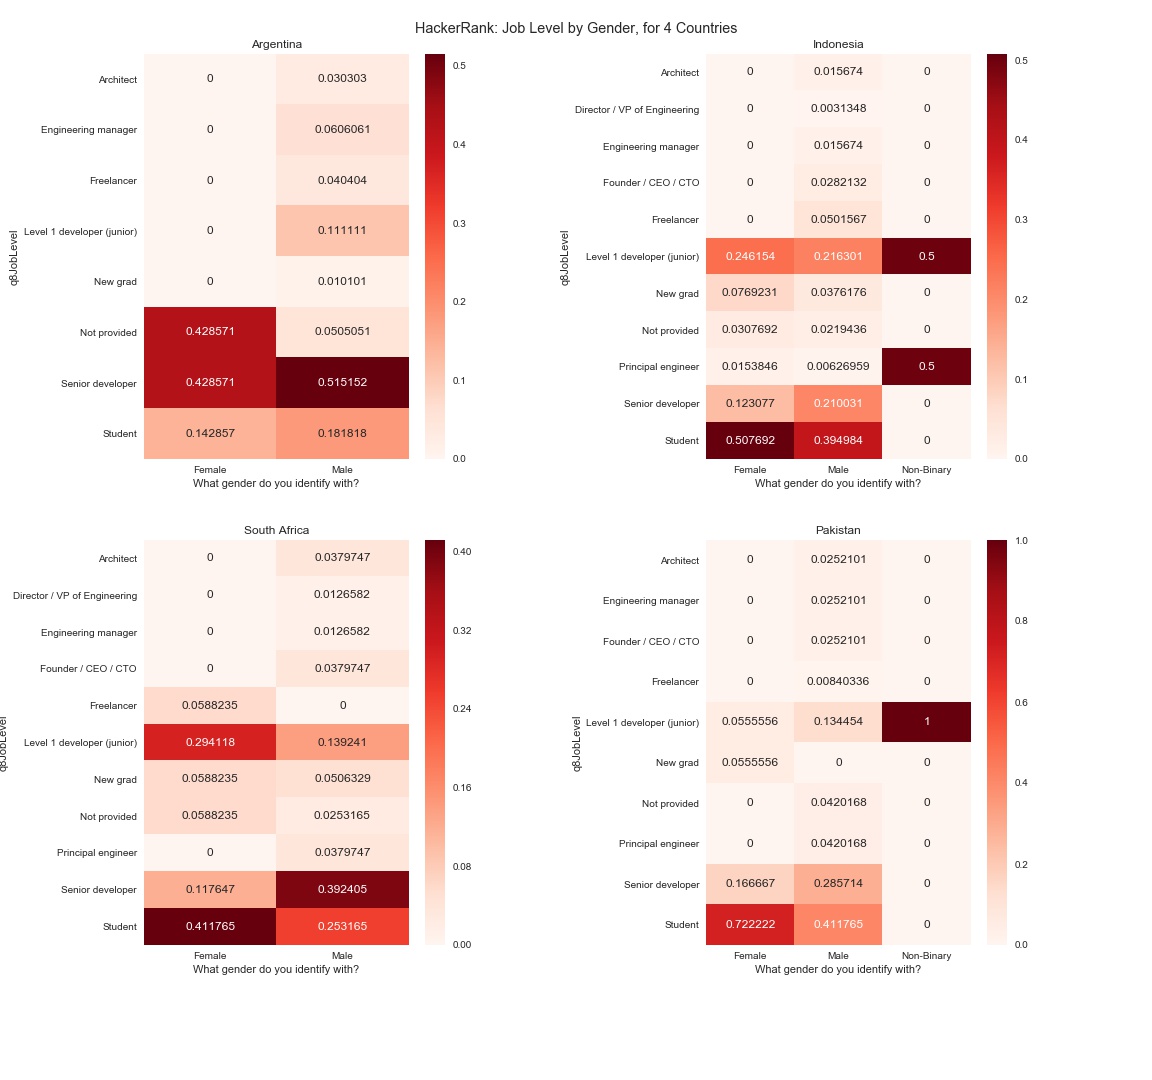 HackerRank: Job Level by Gender, for 4 Countries
Argentina
q8JobLevel
Architect 0 0.030303
Engineering manager 0 0.0606061
Freelancer 0 0.040404
Level 1 developer (junior) 0 0.111111
New grad 0 0.010101
Not provided 0.428571 0.0505051
Senior developer 0.428571 0.515152
Student 0.142857 0.181818
Female Male
What gender do you identify with?
0.5
0.4
0.3
0.2
0.1
0.0
Indonesia
q8JobLevel
Architect 0 0.015674 0
Director / VP of Engineering 0 0.0031348 0
Engineering manager 0 0.015674 0
Founder / CEO / CTO 0 0.0282132 0
Freelancer 0 0.0501567 0
Level 1 developer (junior) 0.246154 0.216301 0.5
New grad 0.0769231 0.0376176 0
Not provided 0.0307692 0.0219436 0
Principal engineer 0.0153846 0.00626959 0.5
Senior developer 0.123077 0.210031 0
Student 0.507692 0.394984 0
Female Male Non-Binary
What gender do you identify with?
0.5
0.4
0.3
0.2
0.1
0.0
South Africa
q8JobLevel
Architect 0 0.0379747
Director / VP of Engineering 0 0.0126582
Engineering manager 0 0.0126582
Founder / CEO / CTO 0 0.0379747
Freelancer 0.0588235 0
Level 1 developer (junior) 0.294118 0.139241
New grad 0.0588235 0.0506329
Not provided 0.0588235 0.0253165
Principal engineer 0 0.0379747
Senior developer 0.117647 0.392405
Student 0.411765 0.253165
Female Male
What gender do you identify with?
0.40
0.32
0.24
0.16
0.08
0.00
Pakistan
q8JobLevel
Architect 0 0.0252101 0
Engineering manager 0 0.0252101 0
Founder / CEO / CTO 0 0.0252101 0
Freelancer 0 0.00840336 0
Level 1 developer (junior) 0.0555556 0.134454 1
New grad 0.0555556 0 0
Not provided 0 0.0420168 0
Principal engineer 0 0.0420168 0
Senior developer 0.166667 0.285714 0
Student 0.722222 0.411765 0
Female Male Non-Binary
What gender do you identify with?
1.0
0.8
0.6
0.4
0.2
0.0